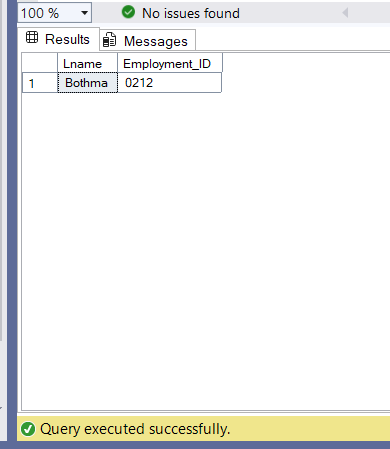 100 % No issues found
Results Messages
Lname Employment_ID
1 Bothma 0212
Query executed successfully.